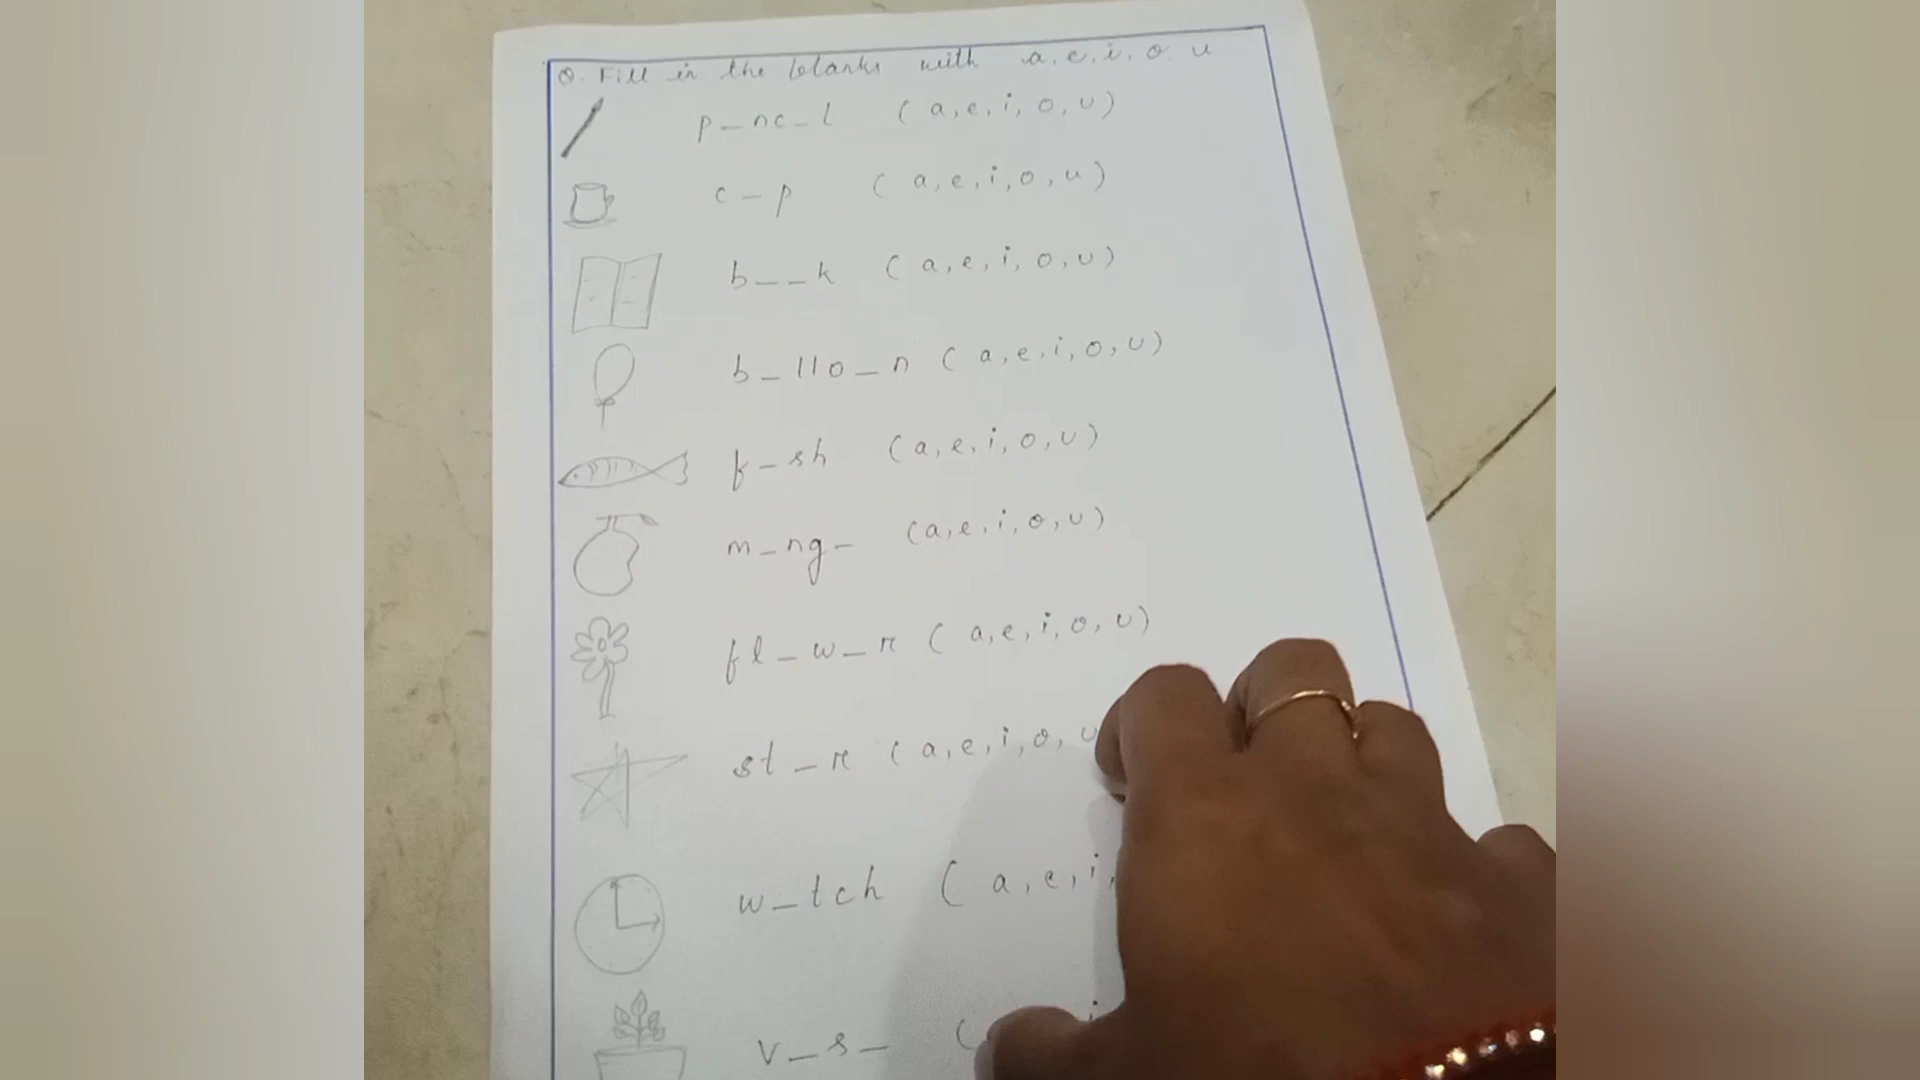 Q. Fill in the blanks with a, e, i, o, u
p_nc_l (a, e, i, o, u)
c_p (a, e, i, o, u)
b__k (a, e, i, o, u)
b_llo_n (a, e, i, o, u)
f_sh (a, e, i, o, u)
m_ng_ (a, e, i, o, u)
fl_w_r (a, e, i, o, u)
st_r (a, e, i, o, u
w_tch (a, e, i,
v_s_ (